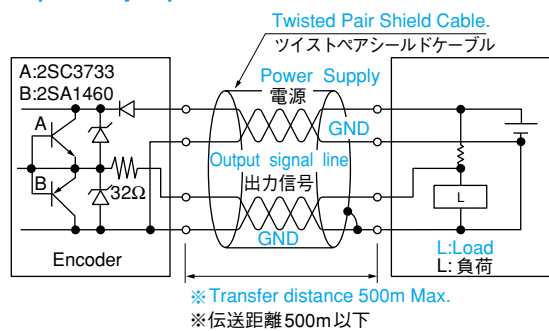 Twisted Pair Shield Cable.
ツイストペアシールドケーブル
A:2SC3733
B:2SA1460
Power Supply
電源
A
GND
Output signal line
B
32Ω
出力信号
L
GND
Encoder
L:Load
L: 負荷
※Transfer distance 500m Max.
※伝送距離500m以下